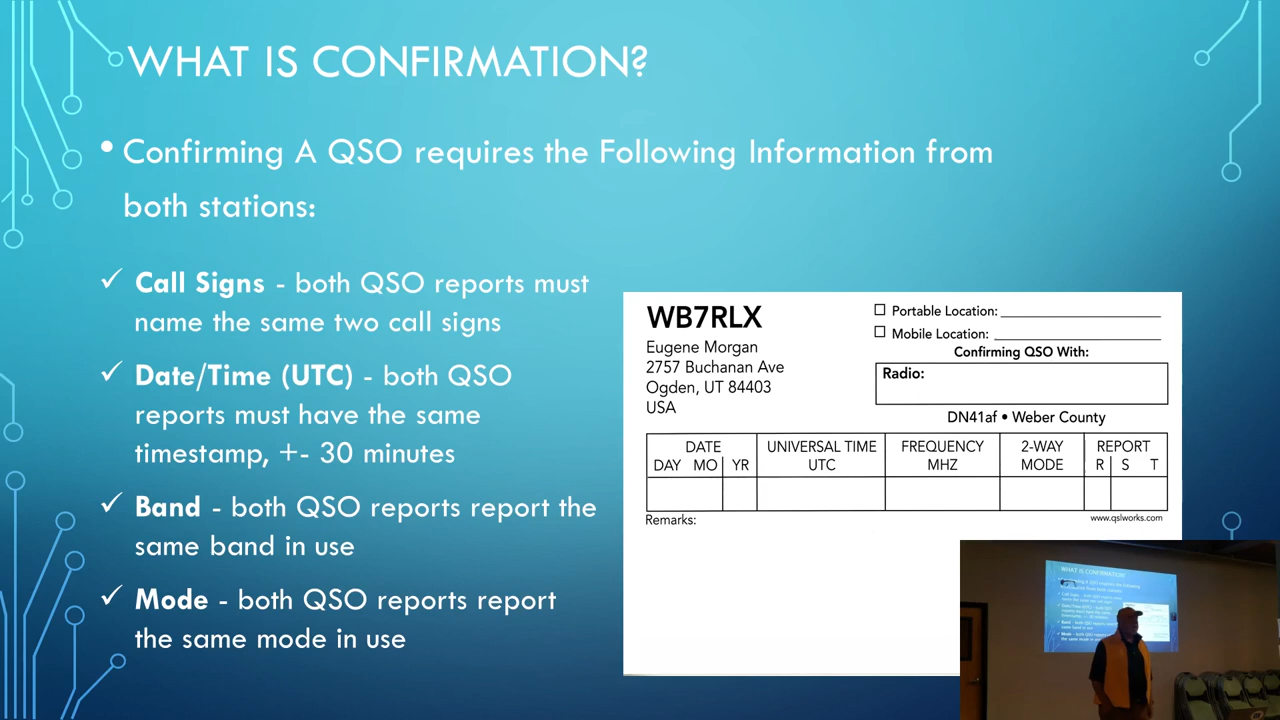 WHAT IS CONFIRMATION?
• Confirming A QSO requires the Following Information from
both stations:
✓ Call Signs - both QSO reports must
name the same two call signs
✓ Date/Time (UTC) - both QSO
reports must have the same
timestamp, +- 30 minutes
✓ Band - both QSO reports report the
same band in use
✓ Mode - both QSO reports report
the same mode in use
WB7RLX
Eugene Morgan
2757 Buchanan Ave
Ogden, UT 84403
USA
Portable Location:
Mobile Location:
Confirming QSO With:
Radio:
DN41af • Weber County
DATE UNIVERSAL TIME FREQUENCY 2-WAY REPORT
DAY MO YR UTC MHZ MODE R S T
Remarks: www.qslworks.com
WHAT IS CONFIRMATION?